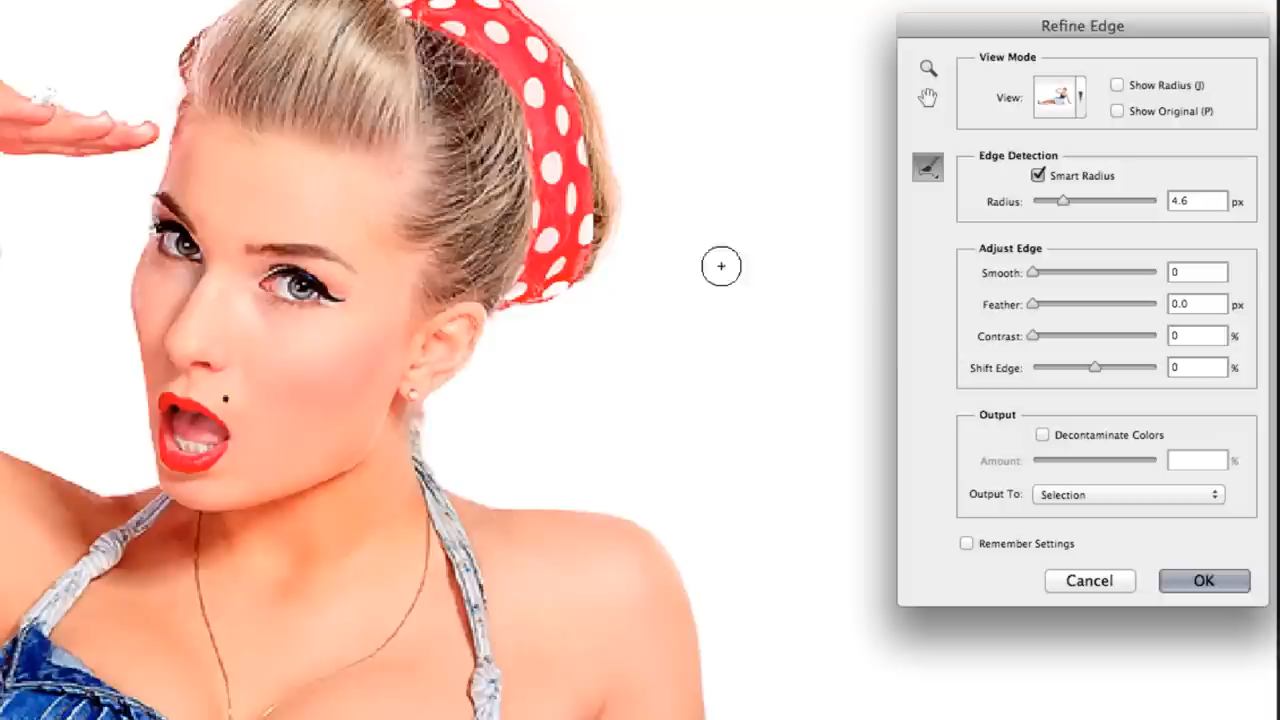 Refine Edge
View Mode
View:
Show Radius (J)
Show Original (P)
Edge Detection
Smart Radius
Radius: 4.6 px
Adjust Edge
Smooth: 0
Feather: 0.0 px
Contrast: 0 %
Shift Edge: 0 %
Output
Decontaminate Colors
Amount: %
Output To: Selection
Remember Settings
Cancel OK